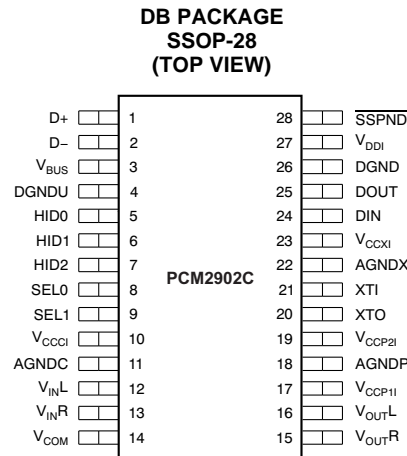 DB PACKAGE
SSOP-28
(TOP VIEW)
D+ 1 28 SSPND
D– 2 27 VDDI
VBUS 3 26 DGND
DGNDU 4 25 DOUT
HID0 5 24 DIN
HID1 6 23 VCCXI
HID2 7 22 AGNDX
PCM2902C
SEL0 8 21 XTI
SEL1 9 20 XTO
VCCCI 10 19 VCCP2I
AGNDC 11 18 AGNDP
VINL 12 17 VCCP1I
VINR 13 16 VOUTL
VCOM 14 15 VOUTR